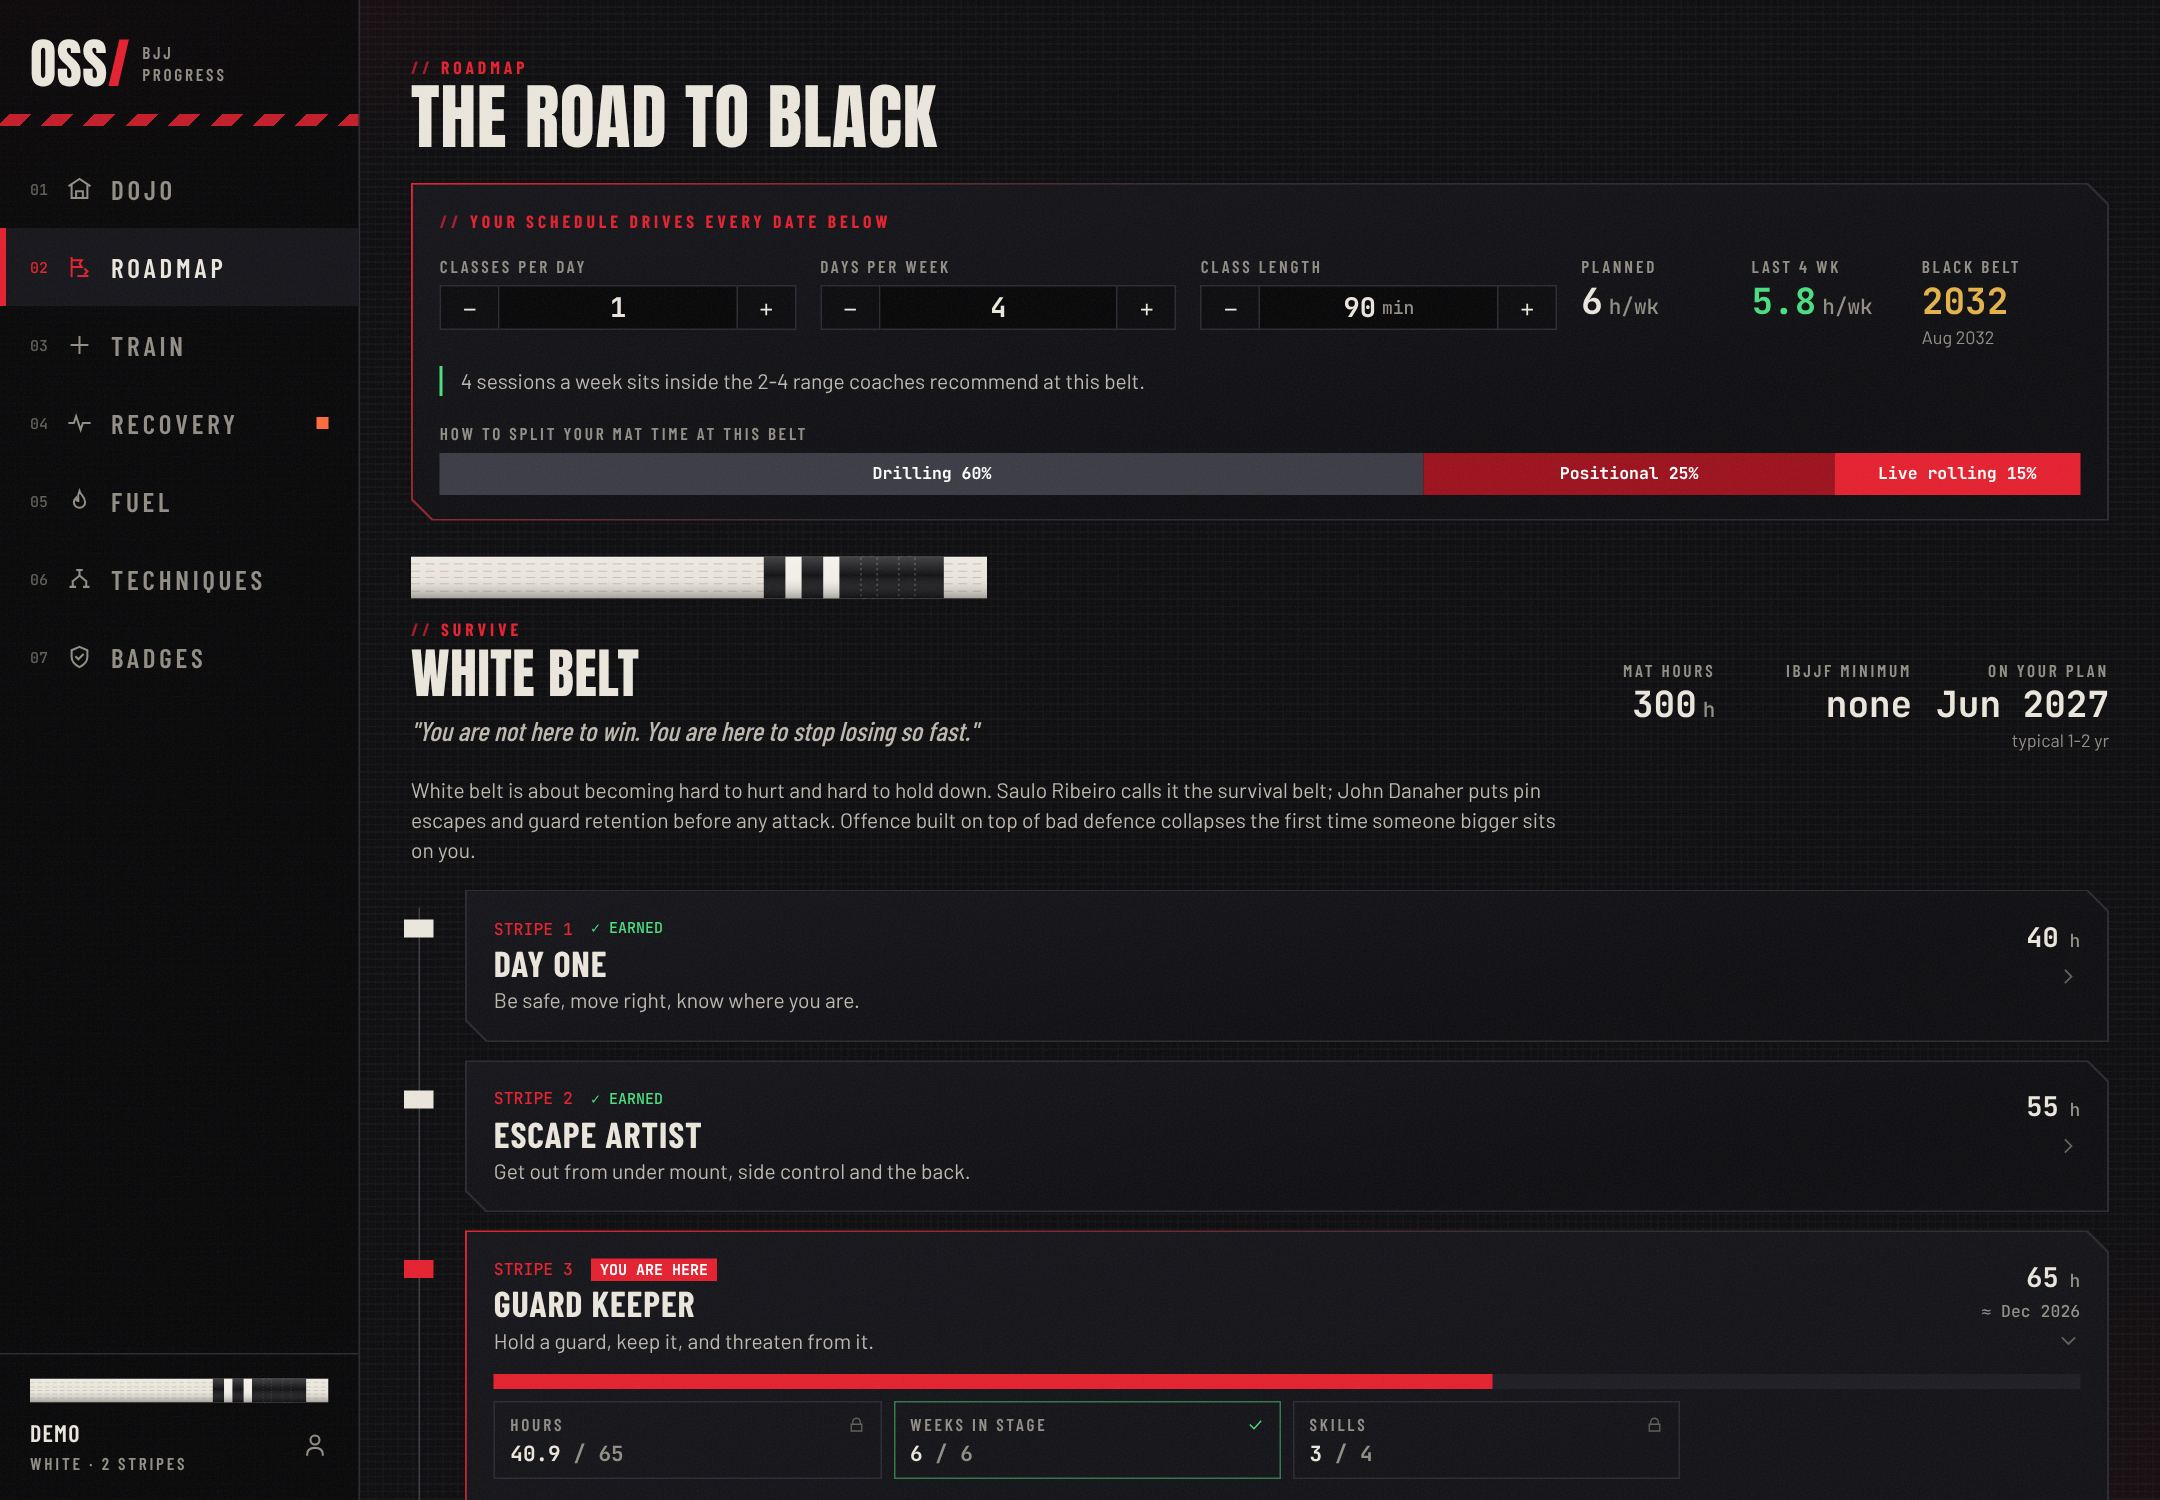 OSS/ BJJ
PROGRESS
01 DOJO
02 ROADMAP
03 TRAIN
04 RECOVERY
05 FUEL
06 TECHNIQUES
07 BADGES
DEMO
WHITE · 2 STRIPES
// ROADMAP
THE ROAD TO BLACK
// YOUR SCHEDULE DRIVES EVERY DATE BELOW
CLASSES PER DAY
− 1 +
DAYS PER WEEK
− 4 +
CLASS LENGTH
− 90 min +
PLANNED
6 h/wk
LAST 4 WK
5.8 h/wk
BLACK BELT
2032
Aug 2032
4 sessions a week sits inside the 2-4 range coaches recommend at this belt.
HOW TO SPLIT YOUR MAT TIME AT THIS BELT
Drilling 60% Positional 25% Live rolling 15%
// SURVIVE
WHITE BELT
"You are not here to win. You are here to stop losing so fast."
MAT HOURS
300 h
IBJJF MINIMUM
none
ON YOUR PLAN
Jun 2027
typical 1-2 yr
White belt is about becoming hard to hurt and hard to hold down. Saulo Ribeiro calls it the survival belt; John Danaher puts pin
escapes and guard retention before any attack. Offence built on top of bad defence collapses the first time someone bigger sits
on you.
STRIPE 1 ✓ EARNED
DAY ONE
Be safe, move right, know where you are.
40 h
STRIPE 2 ✓ EARNED
ESCAPE ARTIST
Get out from under mount, side control and the back.
55 h
STRIPE 3 YOU ARE HERE
GUARD KEEPER
Hold a guard, keep it, and threaten from it.
65 h
≈ Dec 2026
HOURS
40.9 / 65
WEEKS IN STAGE
6 / 6
SKILLS
3 / 4